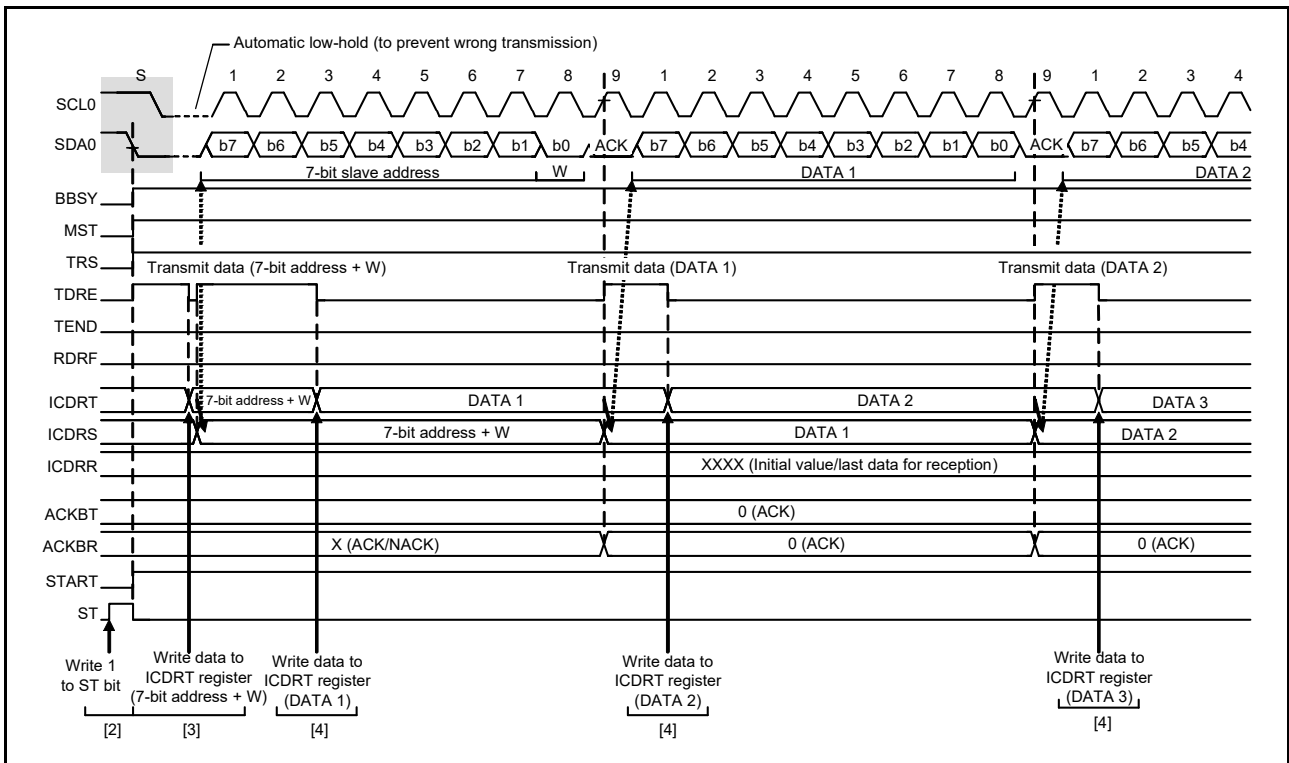 Automatic low-hold (to prevent wrong transmission)
S 1 2 3 4 5 6 7 8 9 1 2 3 4 5 6 7 8 9 1 2 3 4
SCL0
SDA0 b7 b6 b5 b4 b3 b2 b1 b0 ACK b7 b6 b5 b4 b3 b2 b1 b0 ACK b7 b6 b5 b4
7-bit slave address W DATA 1 DATA 2
BBSY
MST
TRS
Transmit data (7-bit address + W) Transmit data (DATA 1) Transmit data (DATA 2)
TDRE
TEND
RDRF
ICDRT 7-bit address + W DATA 1 DATA 2 DATA 3
ICDRS 7-bit address + W DATA 1 DATA 2
ICDRR XXXX (Initial value/last data for reception)
ACKBT 0 (ACK)
ACKBR X (ACK/NACK) 0 (ACK) 0 (ACK)
START
ST
Write 1
to ST bit
[2]
Write data to
ICDRT register
(7-bit address + W)
[3]
Write data to
ICDRT register
(DATA 1)
[4]
Write data to
ICDRT register
(DATA 2)
[4]
Write data to
ICDRT register
(DATA 3)
[4]